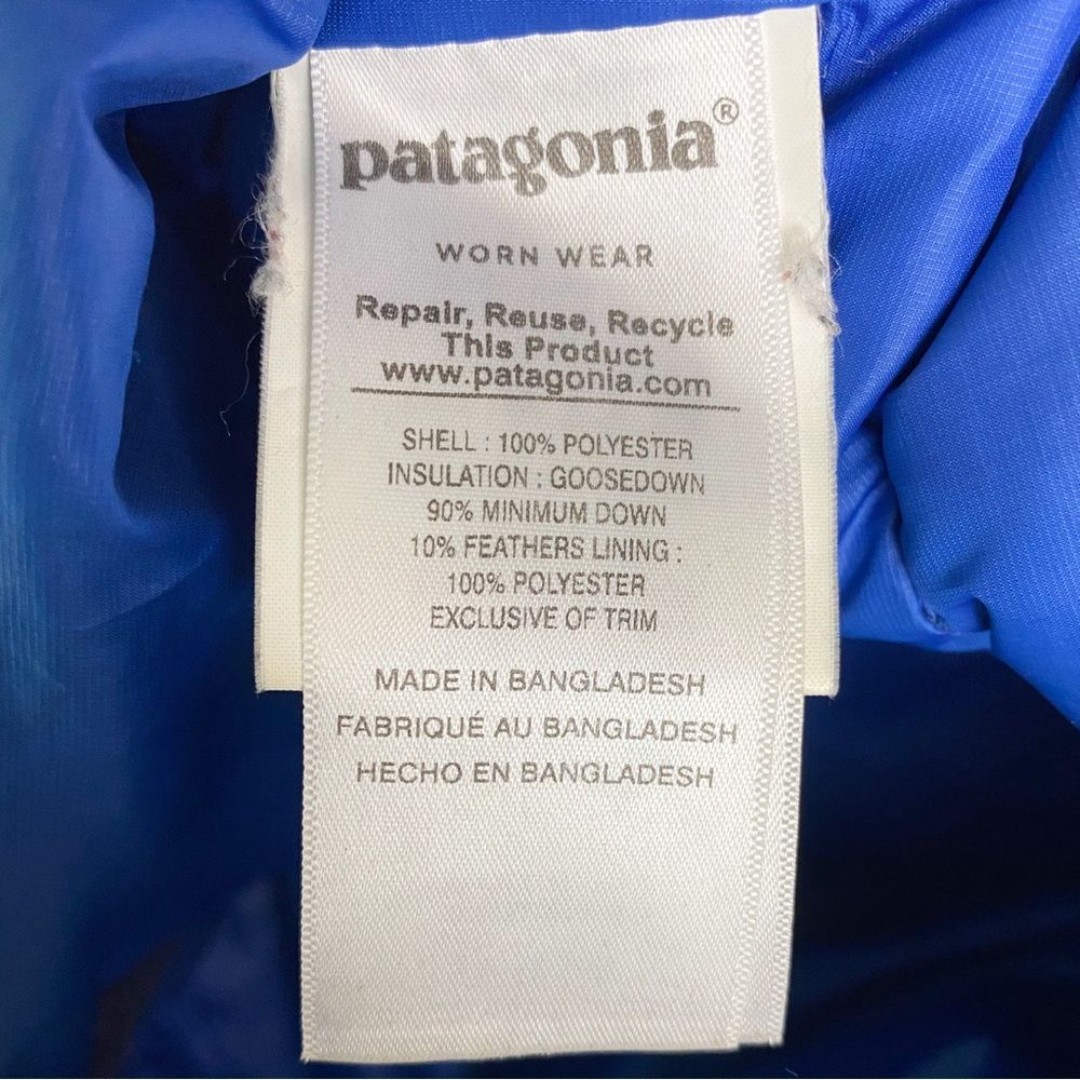 patagonia®
WORN WEAR
Repair, Reuse, Recycle
This Product
www.patagonia.com
SHELL : 100% POLYESTER
INSULATION : GOOSEDOWN
90% MINIMUM DOWN
10% FEATHERS LINING :
100% POLYESTER
EXCLUSIVE OF TRIM
MADE IN BANGLADESH
FABRIQUÉ AU BANGLADESH
HECHO EN BANGLADESH